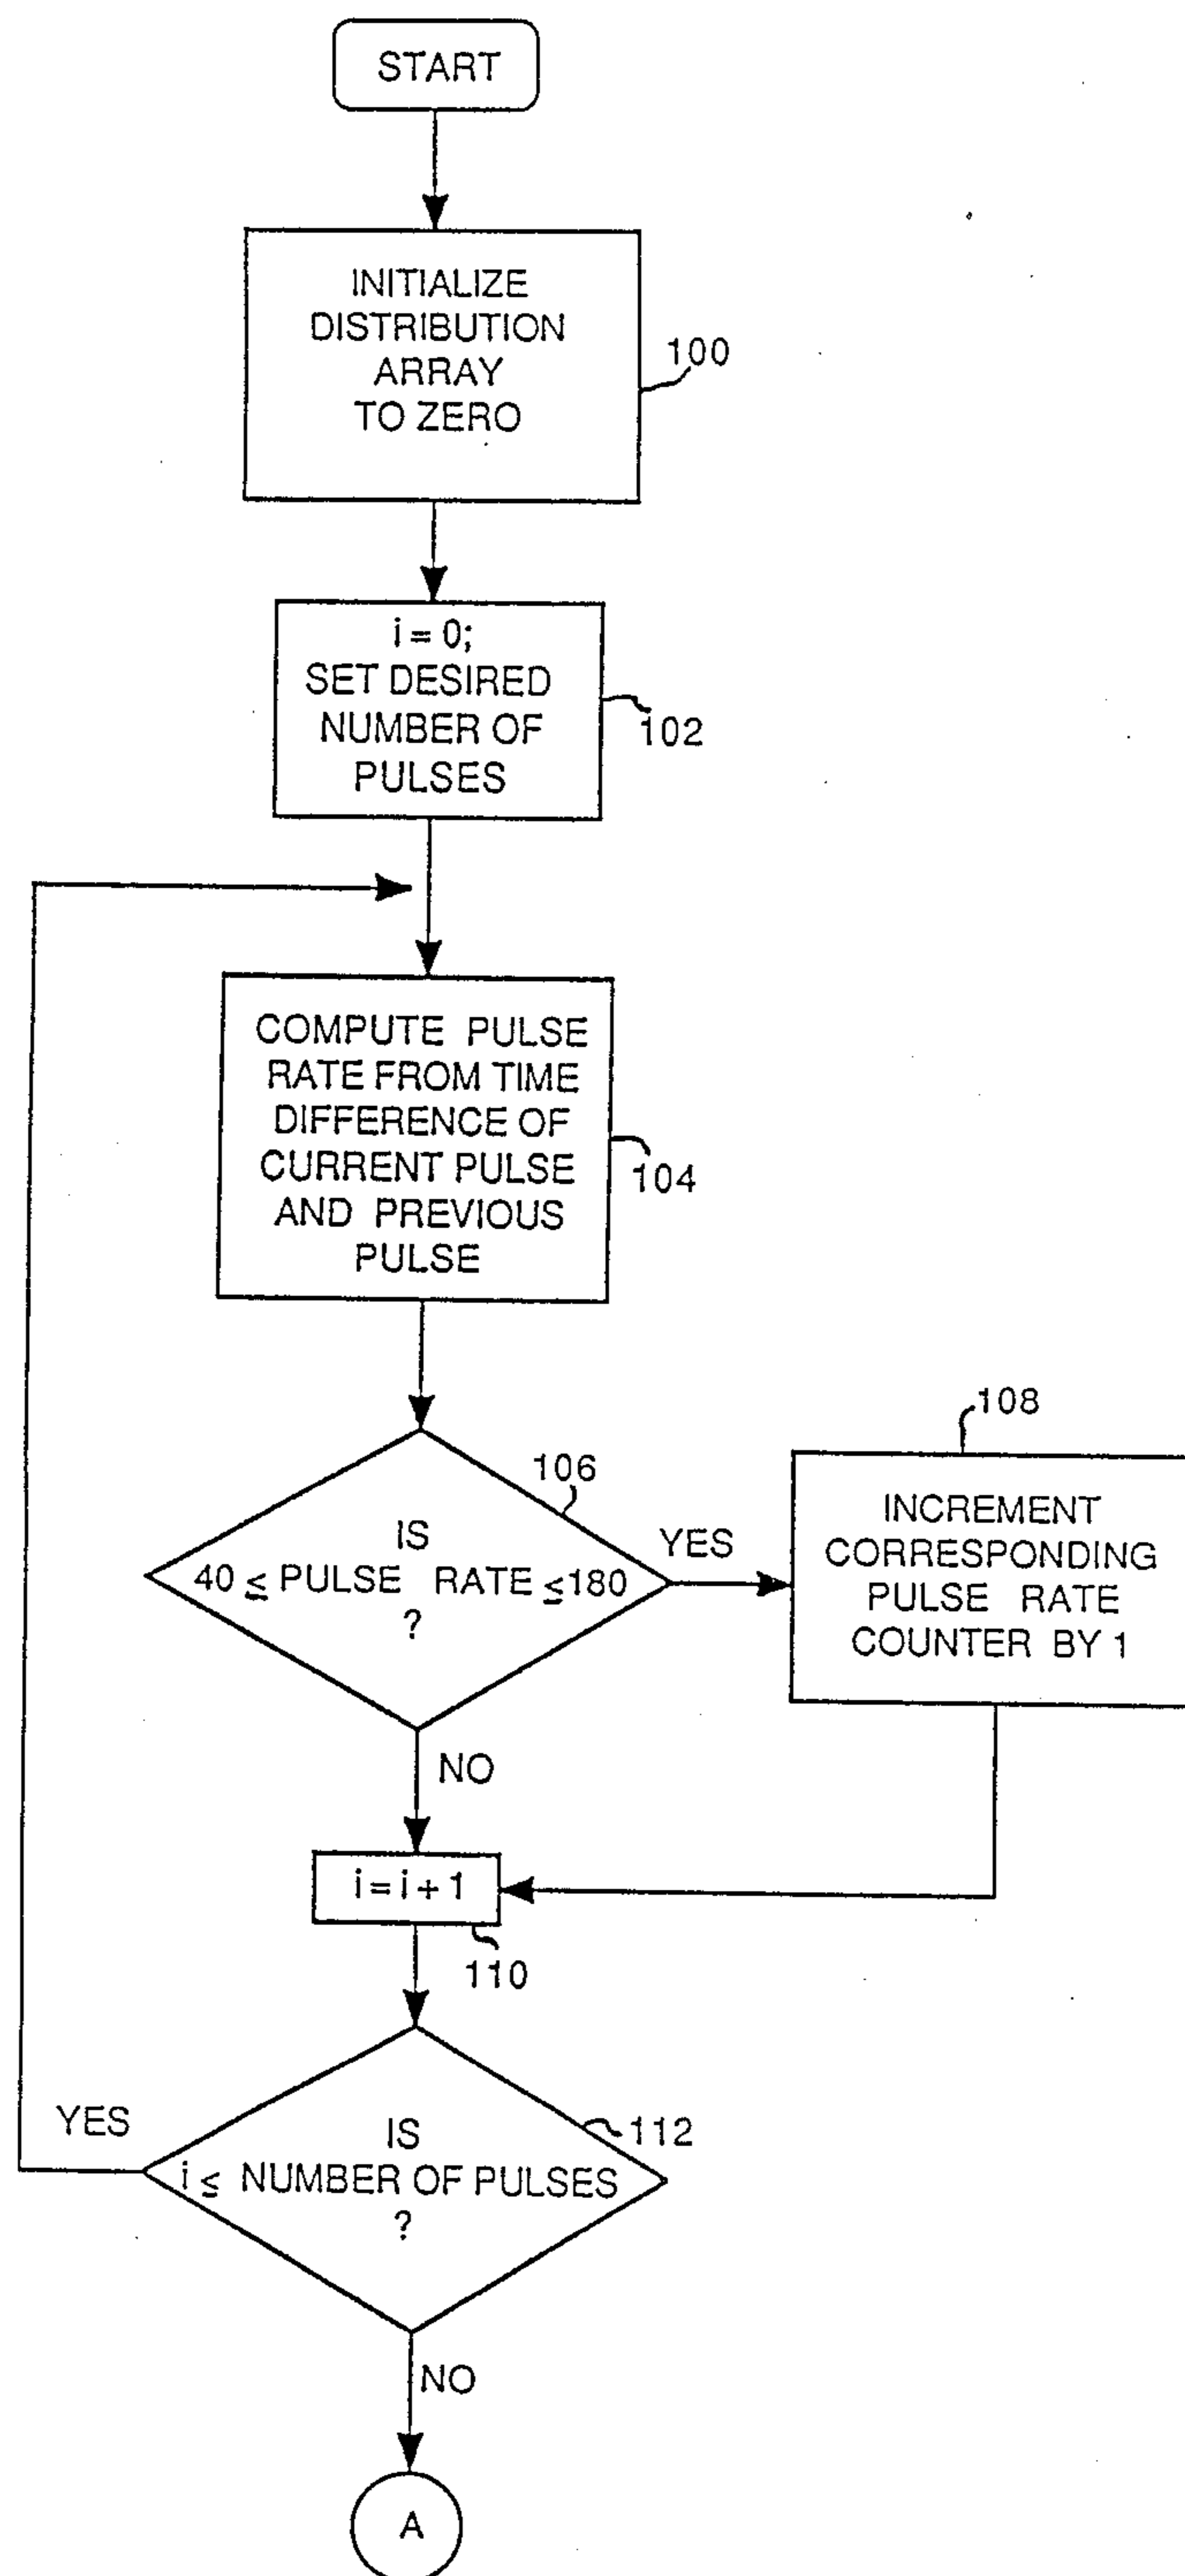 START
INITIALIZE
DISTRIBUTION
ARRAY
TO ZERO
100
i = 0;
SET DESIRED
NUMBER OF
PULSES
102
COMPUTE PULSE
RATE FROM TIME
DIFFERENCE OF
CURRENT PULSE
AND PREVIOUS
PULSE
104
106
IS
40 ≤ PULSE RATE ≤180
?
YES
108
INCREMENT
CORRESPONDING
PULSE RATE
COUNTER BY 1
NO
i = i + 1
110
YES
112
IS
i ≤ NUMBER OF PULSES
?
NO
A